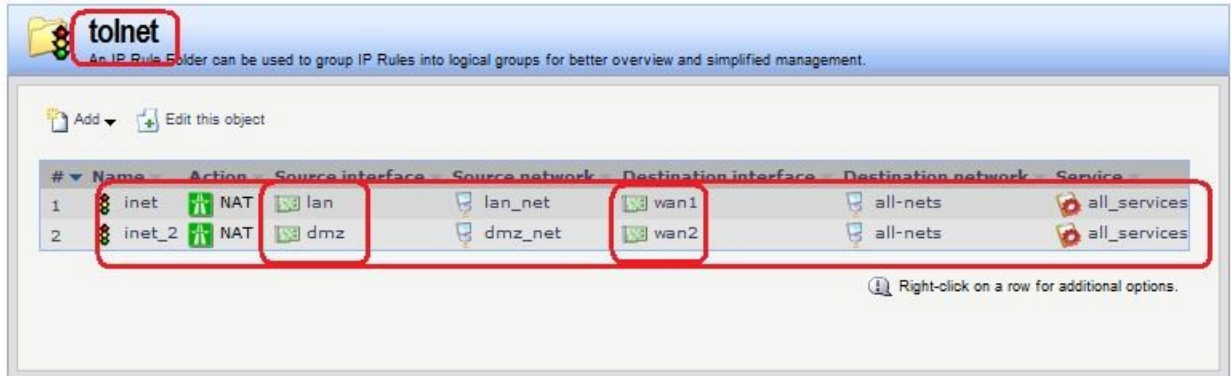 toInet
An IP Rule Folder can be used to group IP Rules into logical groups for better overview and simplified management.
Add Edit this object
# Name Action Source interface Source network Destination interface Destination network Service
1 inet NAT lan lan_net wan1 all-nets all_services
2 inet_2 NAT dmz dmz_net wan2 all-nets all_services
Right-click on a row for additional options.